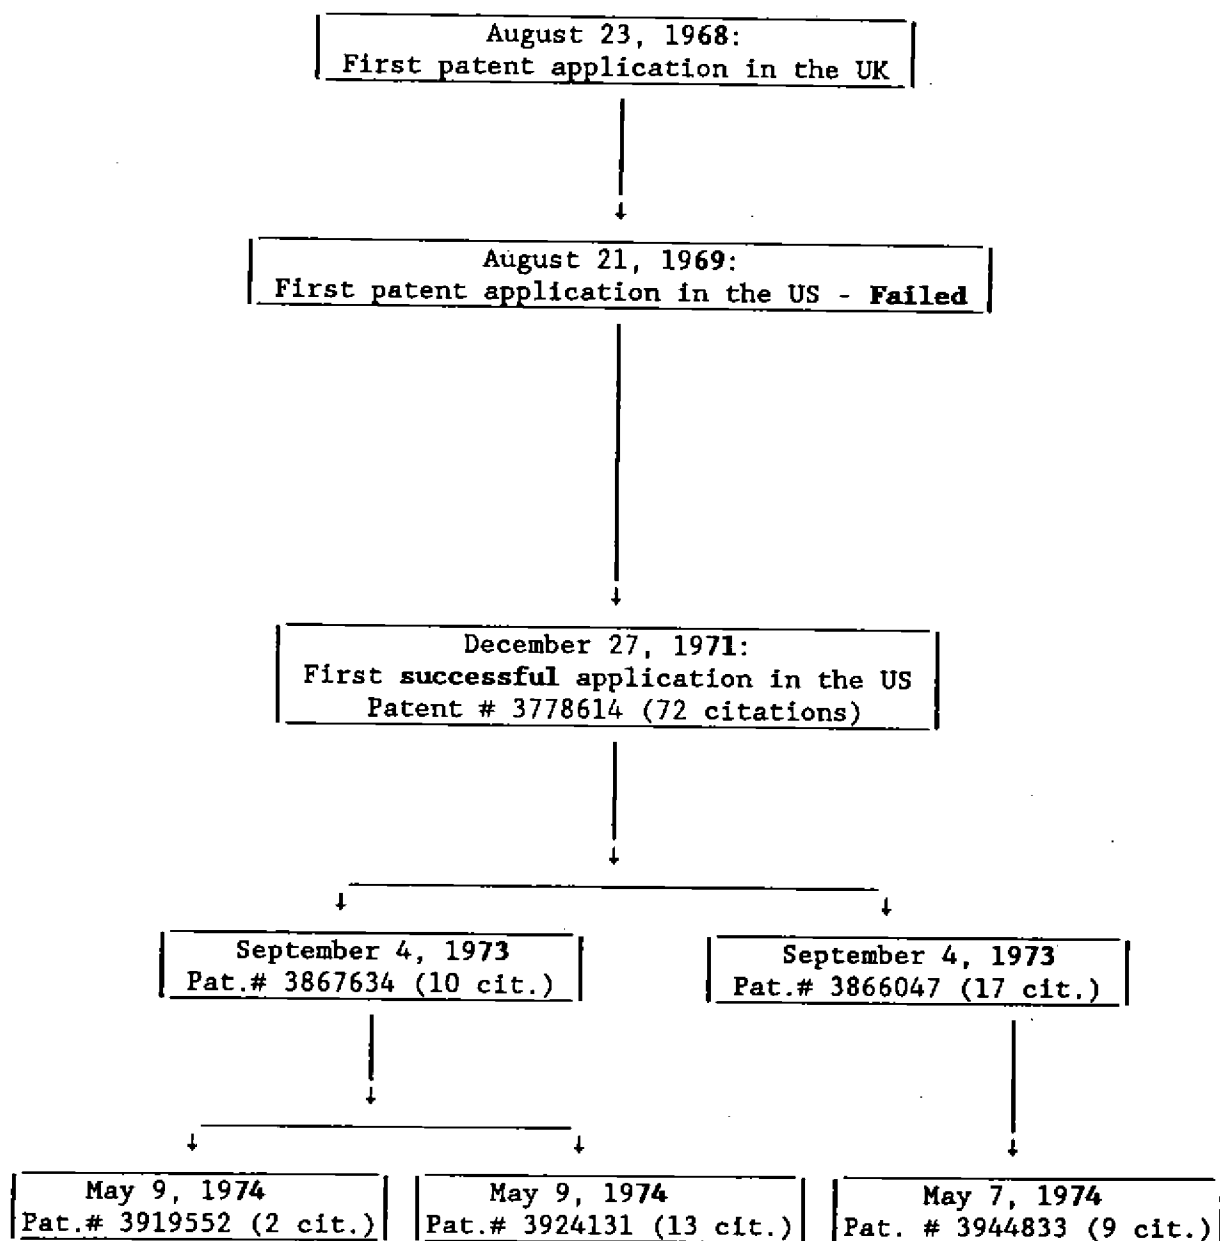 August 23, 1968:
First patent application in the UK
August 21, 1969:
First patent application in the US - Failed
December 27, 1971:
First successful application in the US
Patent # 3778614 (72 citations)
September 4, 1973
Pat.# 3867634 (10 cit.)
September 4, 1973
Pat.# 3866047 (17 cit.)
May 9, 1974
Pat.# 3919552 (2 cit.)
May 9, 1974
Pat.# 3924131 (13 cit.)
May 7, 1974
Pat. # 3944833 (9 cit.)